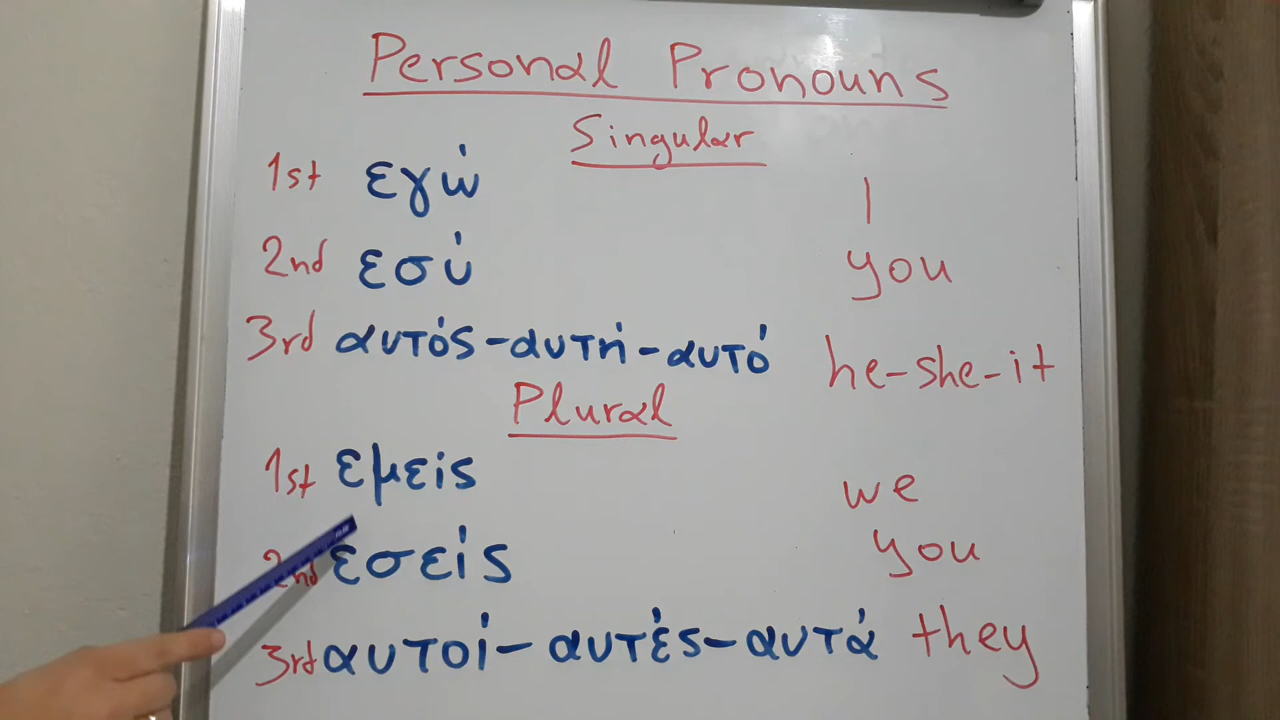 Personal Pronouns
Singular
1st εγώ I
2nd εσύ you
3rd αυτός - αυτή - αυτό he - she - it
Plural
1st εμείς we
2nd εσείς you
3rd αυτοί - αυτές - αυτά they